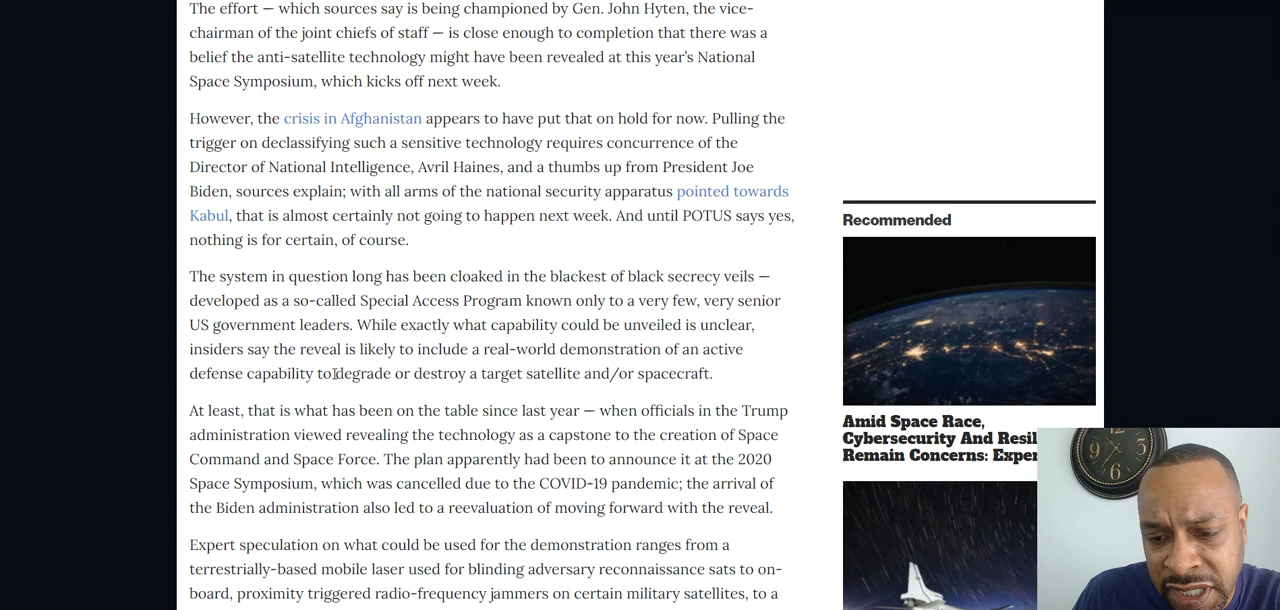 The effort — which sources say is being championed by Gen. John Hyten, the vice-
chairman of the joint chiefs of staff — is close enough to completion that there was a
belief the anti-satellite technology might have been revealed at this year's National
Space Symposium, which kicks off next week.
However, the crisis in Afghanistan appears to have put that on hold for now. Pulling the
trigger on declassifying such a sensitive technology requires concurrence of the
Director of National Intelligence, Avril Haines, and a thumbs up from President Joe
Biden, sources explain; with all arms of the national security apparatus pointed towards
Kabul, that is almost certainly not going to happen next week. And until POTUS says yes,
nothing is for certain, of course.
The system in question long has been cloaked in the blackest of black secrecy veils —
developed as a so-called Special Access Program known only to a very few, very senior
US government leaders. While exactly what capability could be unveiled is unclear,
insiders say the reveal is likely to include a real-world demonstration of an active
defense capability to degrade or destroy a target satellite and/or spacecraft.
At least, that is what has been on the table since last year — when officials in the Trump
administration viewed revealing the technology as a capstone to the creation of Space
Command and Space Force. The plan apparently had been to announce it at the 2020
Space Symposium, which was cancelled due to the COVID-19 pandemic; the arrival of
the Biden administration also led to a reevaluation of moving forward with the reveal.
Expert speculation on what could be used for the demonstration ranges from a
terrestrially-based mobile laser used for blinding adversary reconnaissance sats to on-
board, proximity triggered radio-frequency jammers on certain military satellites, to a
Recommended
Amid Space Race,
Cybersecurity And Resil
Remain Concerns: Exper
12
9
3
6